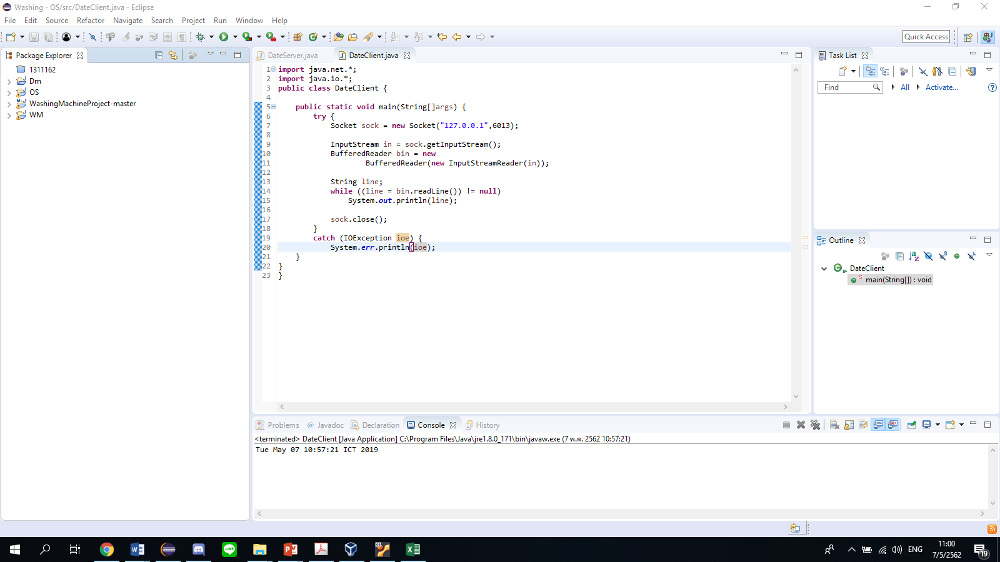 Washing - OS/src/DateClient.java - Eclipse
File Edit Source Refactor Navigate Search Project Run Window Help
Quick Access
Package Explorer
1311162
Dm
OS
WashingMachineProject-master
WM
DateServer.java DateClient.java
1 import java.net.*;
2 import java.io.*;
3 public class DateClient {
4
5 public static void main(String[]args) {
6 try {
7 Socket sock = new Socket("127.0.0.1",6013);
8
9 InputStream in = sock.getInputStream();
10 BufferedReader bin = new
11 BufferedReader(new InputStreamReader(in));
12
13 String line;
14 while ((line = bin.readLine()) != null)
15 System.out.println(line);
16
17 sock.close();
18 }
19 catch (IOException ioe) {
20 System.err.println(ioe);
21 }
22 }
23 }
Task List
Find All Activate...
Outline
DateClient
main(String[]) : void
Problems Javadoc Declaration Console History
<terminated> DateClient [Java Application] C:\Program Files\Java\jre1.8.0_171\bin\javaw.exe (7 พ.ค. 2562 10:57:21)
Tue May 07 10:57:21 ICT 2019
ENG
11:00
7/5/2562
19